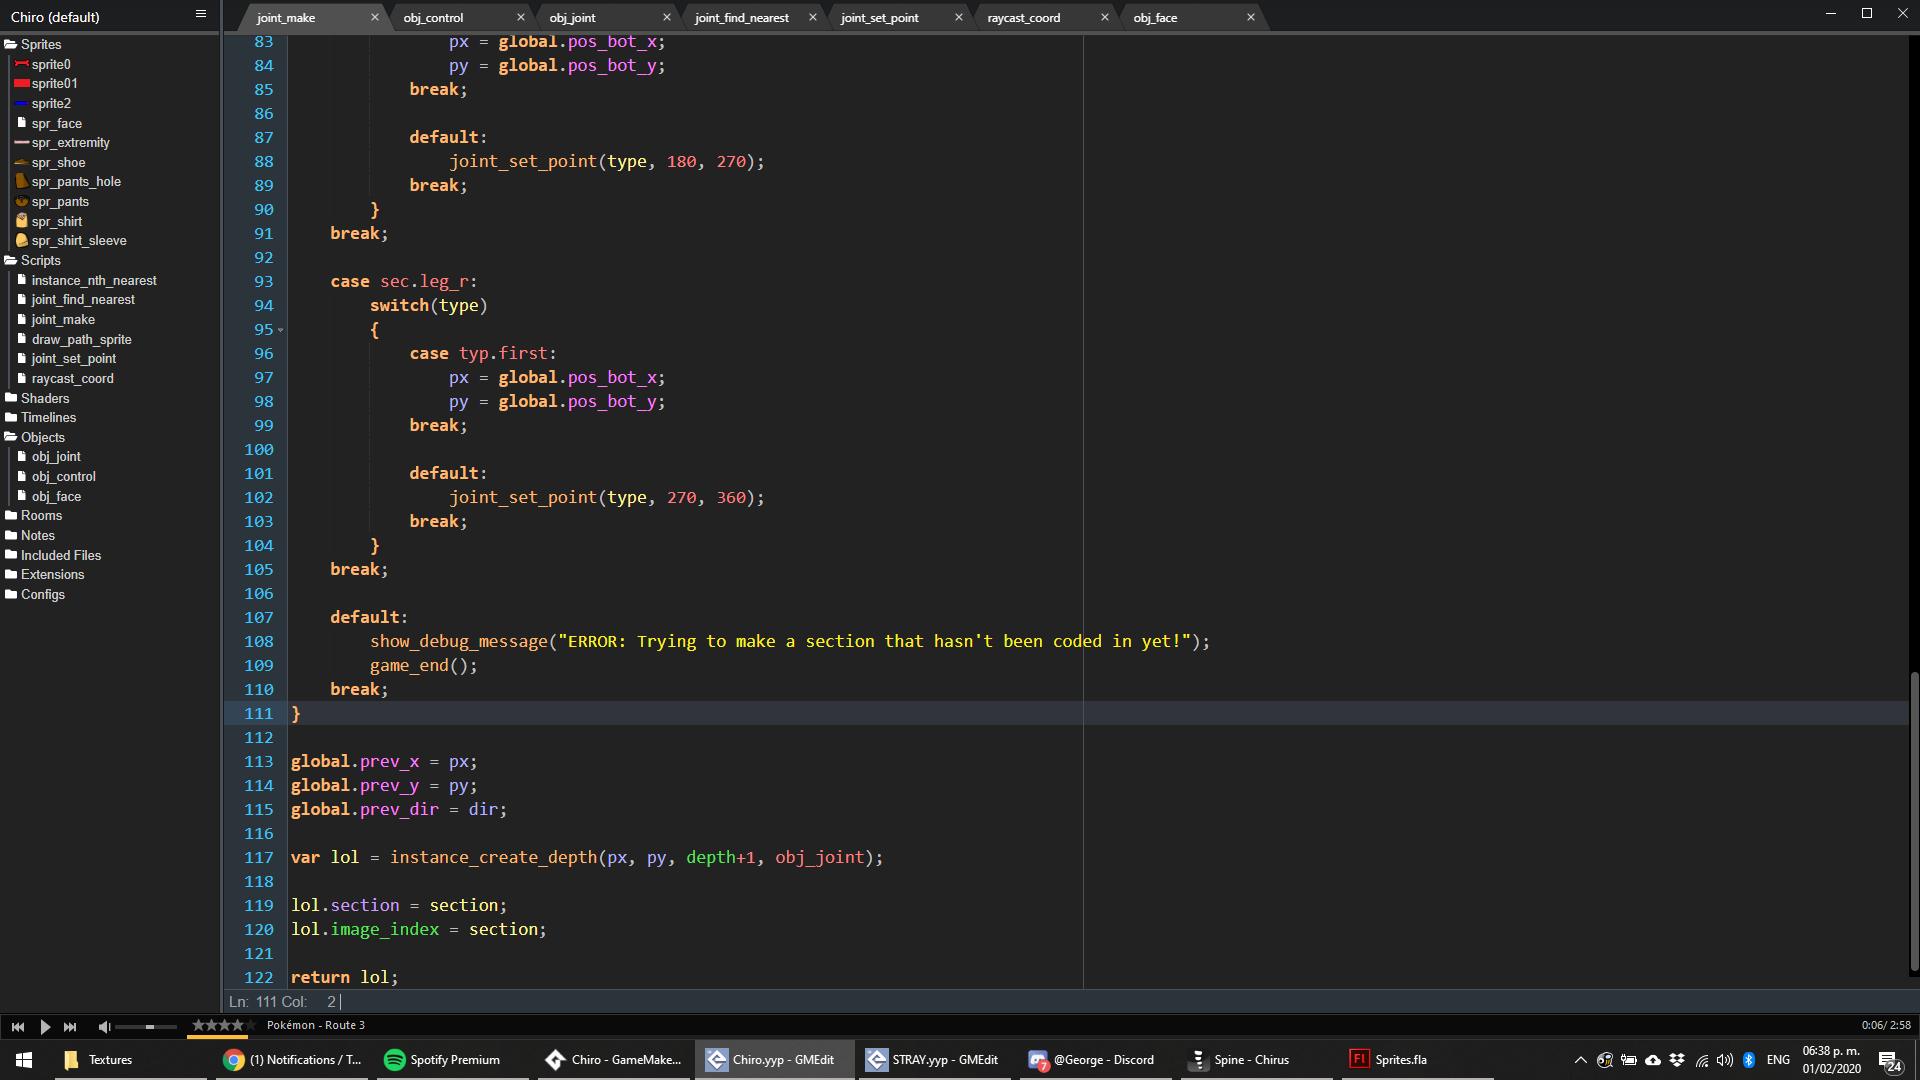 Chiro (default)
joint_make
obj_control
obj_joint
joint_find_nearest
joint_set_point
raycast_coord
obj_face
Sprites
sprite0
sprite01
sprite2
spr_face
spr_extremity
spr_shoe
spr_pants_hole
spr_pants
spr_shirt
spr_shirt_sleeve
Scripts
instance_nth_nearest
joint_find_nearest
joint_make
draw_path_sprite
joint_set_point
raycast_coord
Shaders
Timelines
Objects
obj_joint
obj_control
obj_face
Rooms
Notes
Included Files
Extensions
Configs
83 px = global.pos_bot_x;
84 py = global.pos_bot_y;
85 break;
86
87 default:
88 joint_set_point(type, 180, 270);
89 break;
90 }
91 break;
92
93 case sec.leg_r:
94 switch(type)
95 {
96 case typ.first:
97 px = global.pos_bot_x;
98 py = global.pos_bot_y;
99 break;
100
101 default:
102 joint_set_point(type, 270, 360);
103 break;
104 }
105 break;
106
107 default:
108 show_debug_message("ERROR: Trying to make a section that hasn't been coded in yet!");
109 game_end();
110 break;
111 }
112
113 global.prev_x = px;
114 global.prev_y = py;
115 global.prev_dir = dir;
116
117 var lol = instance_create_depth(px, py, depth+1, obj_joint);
118
119 lol.section = section;
120 lol.image_index = section;
121
122 return lol;
Ln: 111 Col: 2
Pokémon - Route 3
0:06/ 2:58
Textures
(1) Notifications / T...
Spotify Premium
Chiro - GameMake...
Chiro.yyp - GMEdit
STRAY.yyp - GMEdit
7
@George - Discord
Spine - Chirus
Fl
Sprites.fla
ENG
06:38 p. m.
01/02/2020
24